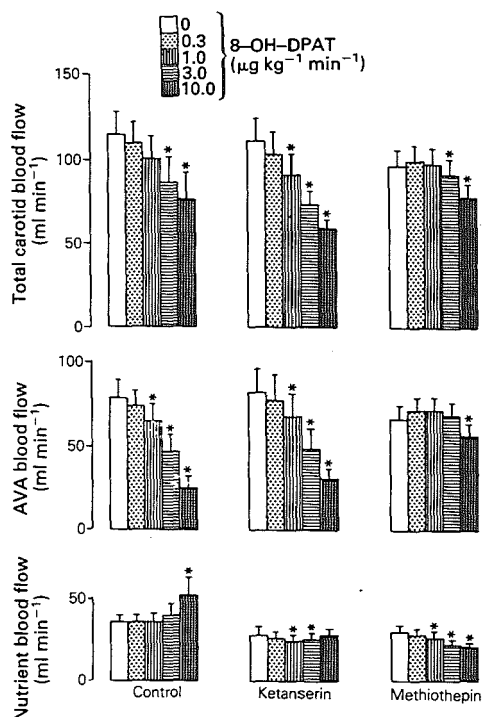 0
0.3
1.0
3.0
10.0
8–OH–DPAT
(μg kg⁻¹ min⁻¹)
Total carotid blood flow
(ml min⁻¹)
150
100
50
0
* * * * * * *
AVA blood flow
(ml min⁻¹)
100
50
0
* * * * * * *
Nutrient blood flow
(ml min⁻¹)
50
0
* * * * * *
Control Ketanserin Methiothepin